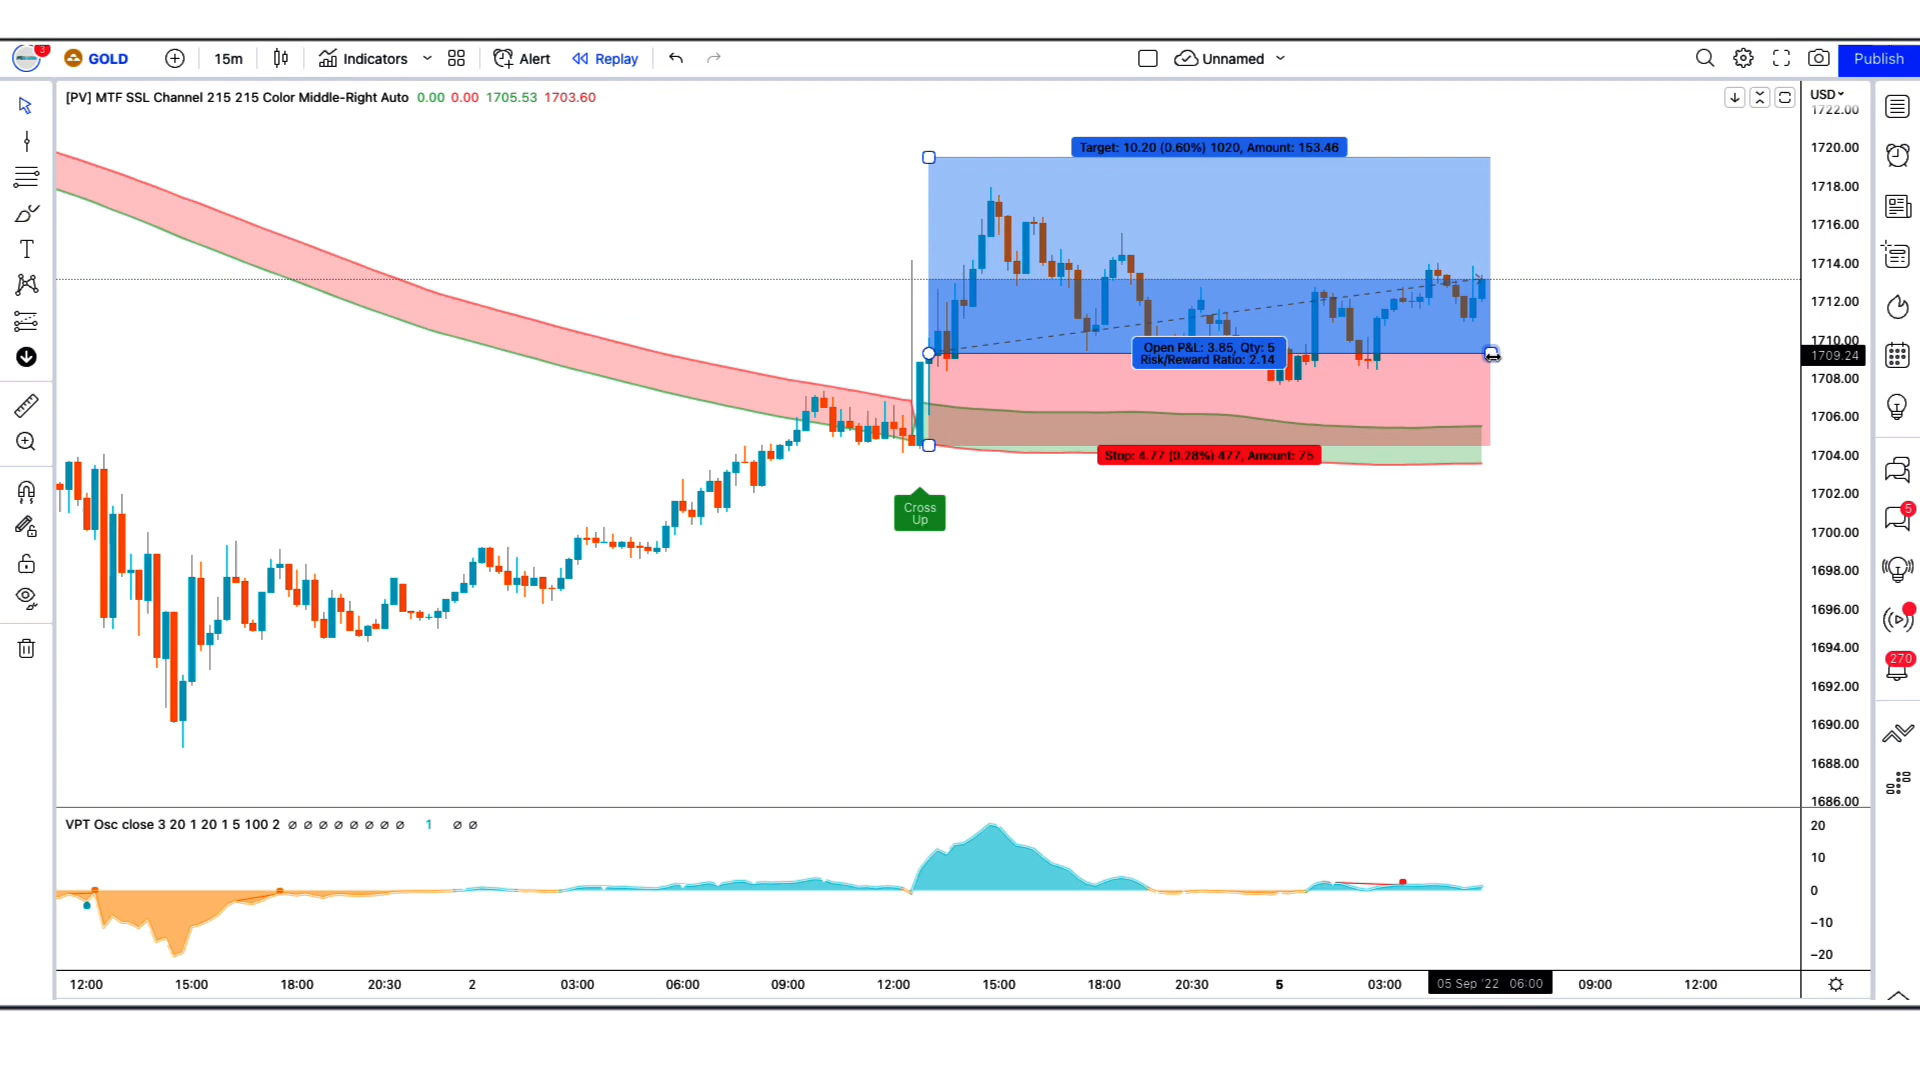 3 GOLD 15m Indicators Alert Replay Unnamed Publish
[PV] MTF SSL Channel 215 215 Color Middle-Right Auto 0.00 0.00 1705.53 1703.60
USD
1722.00
1720.00
1718.00
1716.00
1714.00
1712.00
1710.00
1709.24
1708.00
1706.00
1704.00
1702.00
1700.00
1698.00
1696.00
1694.00
1692.00
1690.00
1688.00
1686.00
Target: 10.20 (0.60%) 1020, Amount: 153.46
Open P&L: 3.85, Qty: 5
Risk/Reward Ratio: 2.14
Stop: 4.77 (0.28%) 477, Amount: 75
Cross
Up
5
270
VPT Osc close 3 20 1 20 1 5 100 2 ∅ ∅ ∅ ∅ ∅ ∅ ∅ ∅ 1 ∅ ∅
20
10
0
−10
−20
12:00 15:00 18:00 20:30 2 03:00 06:00 09:00 12:00 15:00 18:00 20:30 5 03:00 05 Sep '22 06:00 09:00 12:00